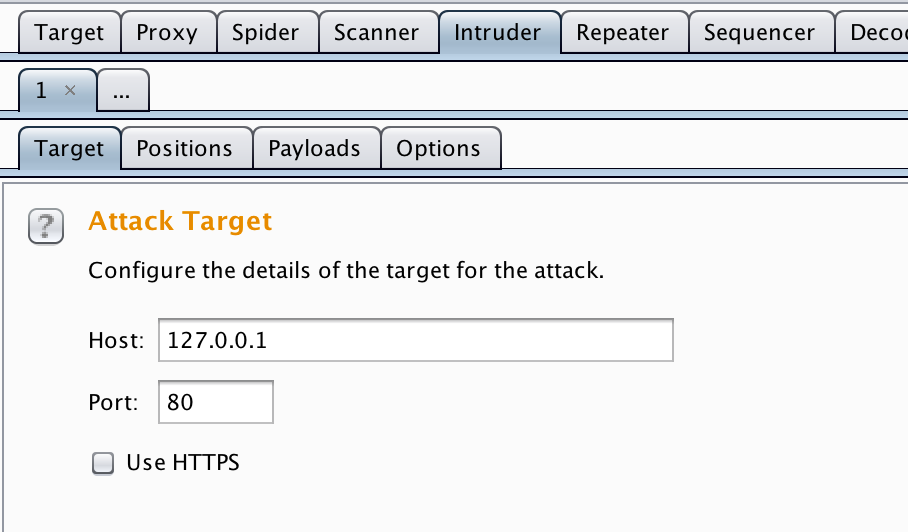 Target Proxy Spider Scanner Intruder Repeater Sequencer Deco
1 × ...
Target Positions Payloads Options
? Attack Target
Configure the details of the target for the attack.
Host: 127.0.0.1
Port: 80
Use HTTPS